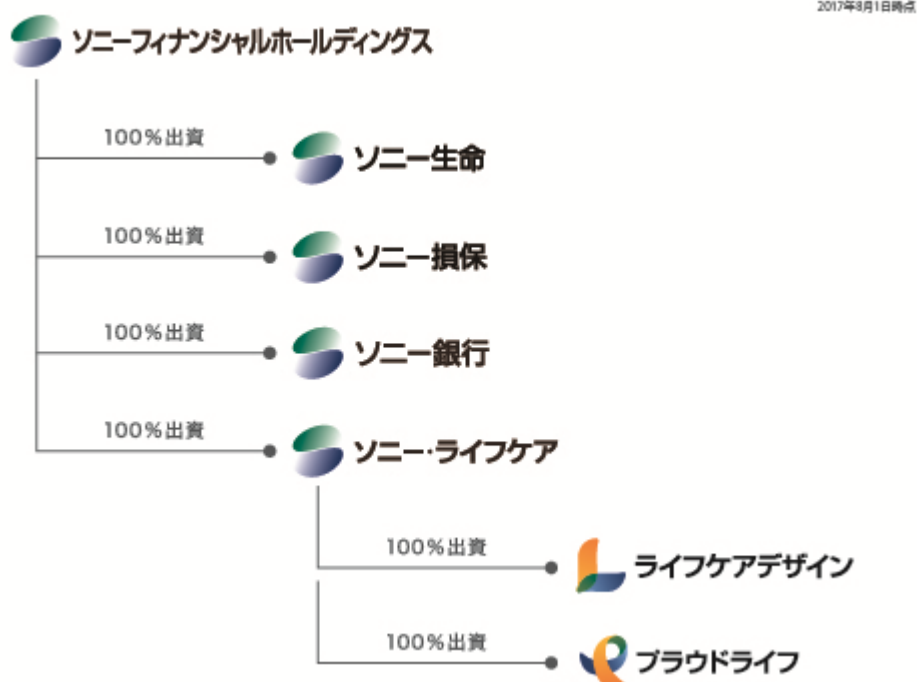 2017年8月1日時点
ソニーフィナンシャルホールディングス
100%出資
ソニー生命
100%出資
ソニー損保
100%出資
ソニー銀行
100%出資
ソニー・ライフケア
100%出資
ライフケアデザイン
100%出資
プラウドライフ